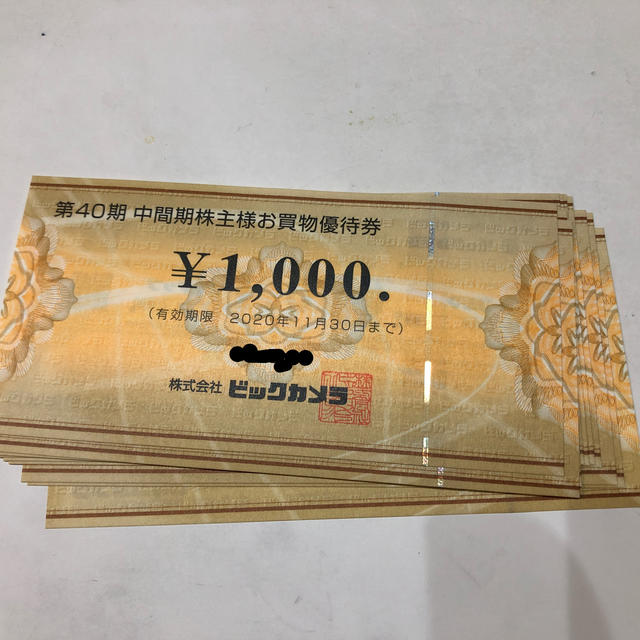 第40期 中間期株主様お買物優待券
¥1,000.
(有効期限 2020年11月30日まで)
株式会社 ビックカメラ